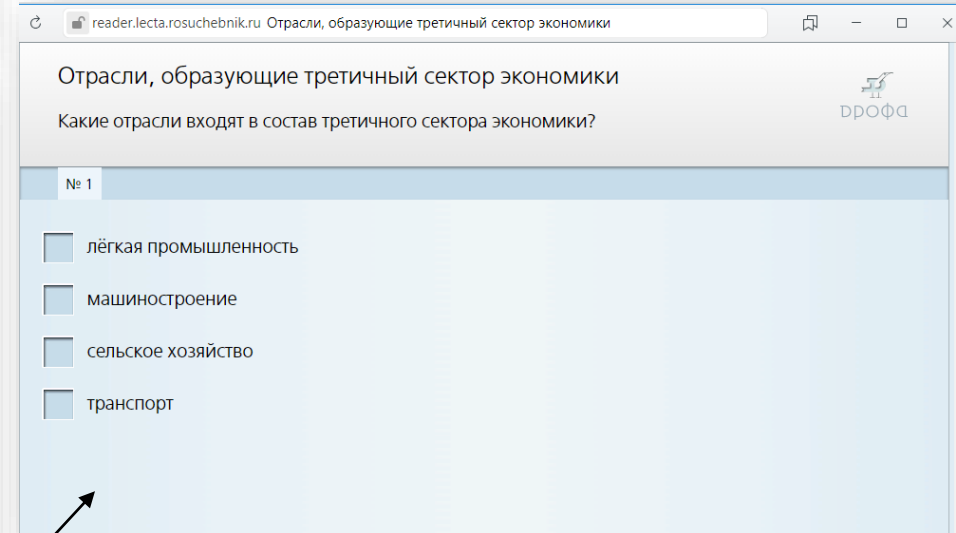 reader.lecta.rosuchebnik.ru Отрасли, образующие третичный сектор экономики
Отрасли, образующие третичный сектор экономики
Какие отрасли входят в состав третичного сектора экономики?
дрофа
№ 1
лёгкая промышленность
машиностроение
сельское хозяйство
транспорт